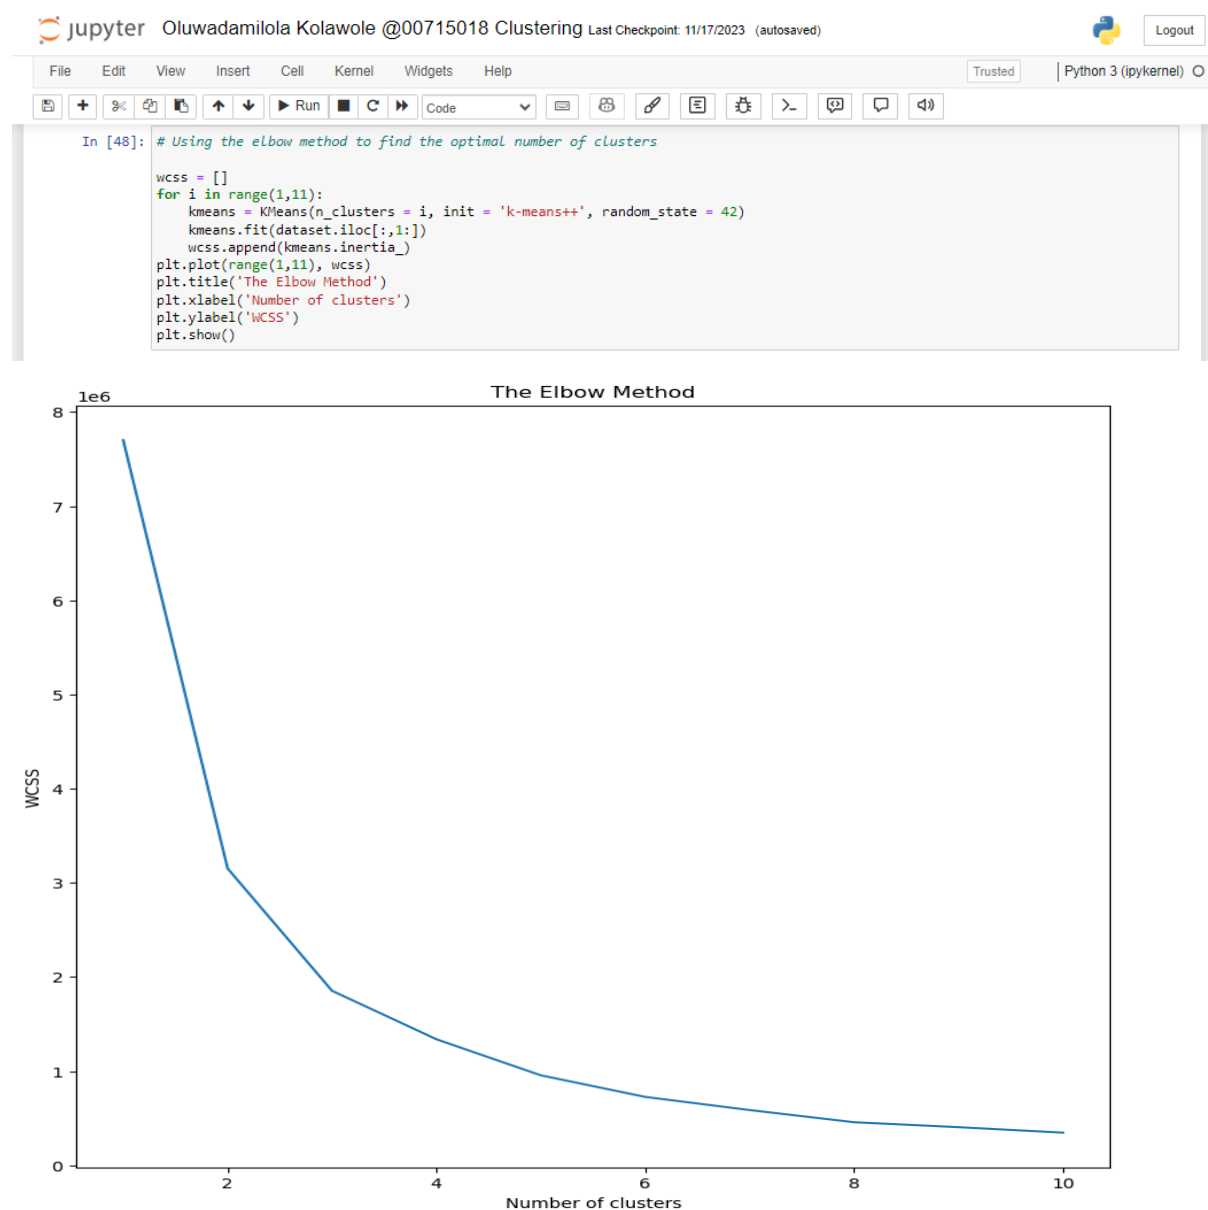 jupyter Oluwadamilola Kolawole @00715018 Clustering Last Checkpoint: 11/17/2023 (autosaved)
Logout
File Edit View Insert Cell Kernel Widgets Help
Trusted Python 3 (ipykernel)
Run Code
In [48]: # Using the elbow method to find the optimal number of clusters
wcss = []
for i in range(1,11):
    kmeans = KMeans(n_clusters = i, init = 'k-means++', random_state = 42)
    kmeans.fit(dataset.iloc[:,1:])
    wcss.append(kmeans.inertia_)
plt.plot(range(1,11), wcss)
plt.title('The Elbow Method')
plt.xlabel('Number of clusters')
plt.ylabel('WCSS')
plt.show()
The Elbow Method
1e6
8
7
6
5
4
3
2
1
0
WCSS
2 4 6 8 10
Number of clusters